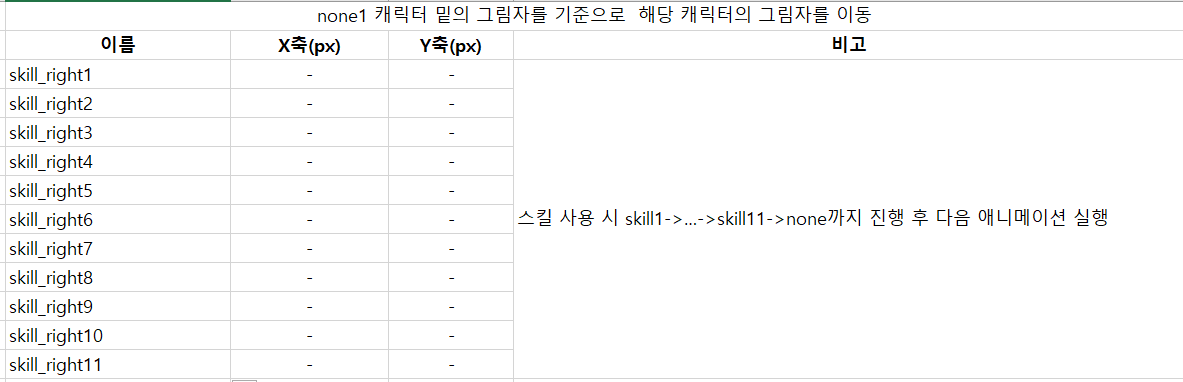 none1 캐릭터 밑의 그림자를 기준으로  해당 캐릭터의 그림자를 이동
이름 X축(px) Y축(px) 비고
skill_right1 - -
skill_right2 - -
skill_right3 - -
skill_right4 - -
skill_right5 - -
skill_right6 - - 스킬 사용 시 skill1->...->skill11->none까지 진행 후 다음 애니메이션 실행
skill_right7 - -
skill_right8 - -
skill_right9 - -
skill_right10 - -
skill_right11 - -